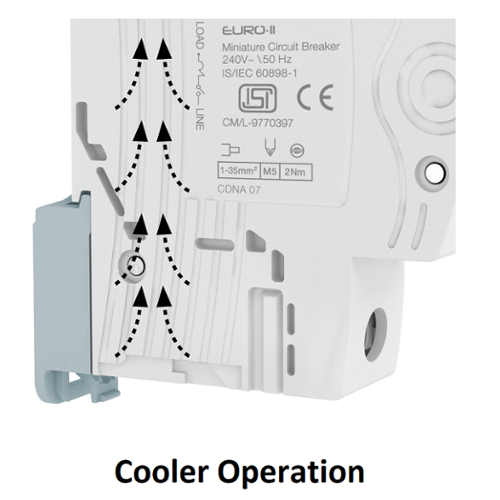 EURO-II
Miniature Circuit Breaker
240V~ \50 Hz
IS/IEC 60898-1
ISI CE
CM/L-9770397
1-35mm² M5 2Nm
CDNA 07
LOAD LINE
Cooler Operation